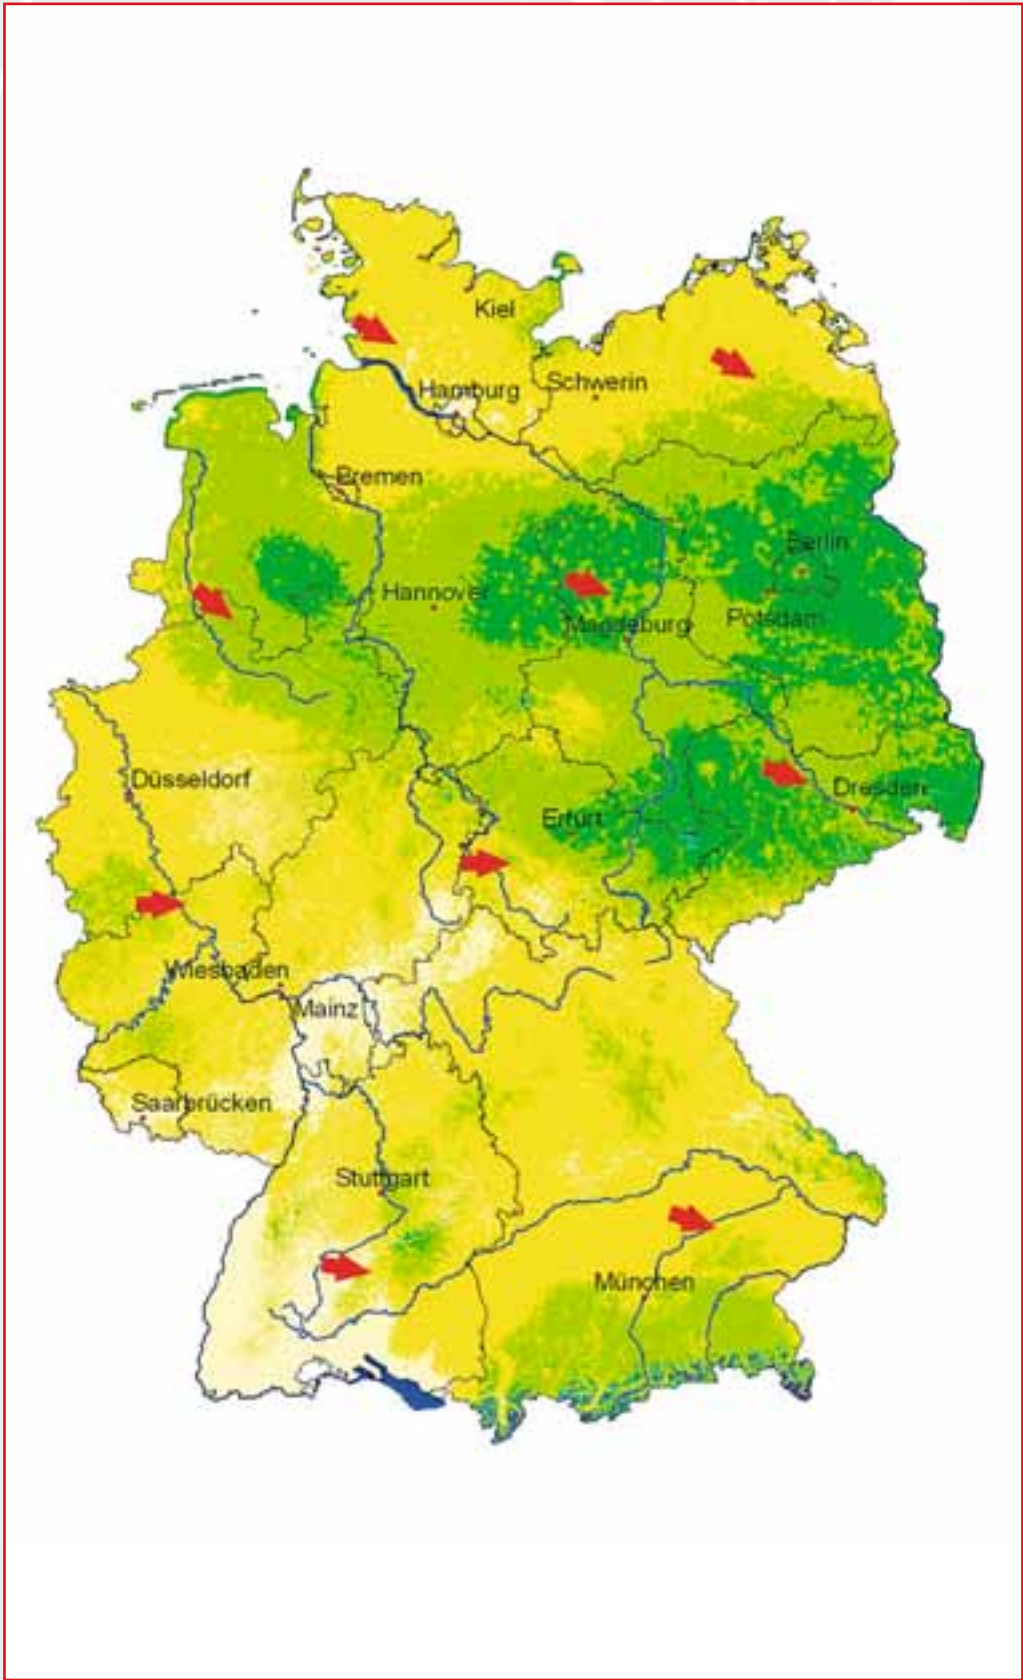 Kiel
Schwerin
Hamburg
Bremen
Berlin
Hannover
Potsdam
Magdeburg
Düsseldorf
Dresden
Erfurt
Wiesbaden
Mainz
Saarbrücken
Stuttgart
München